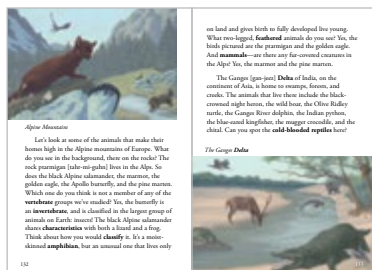 Alpine Mountains
Let's look at some of the animals that make their
homes high in the Alpine mountains of Europe. What
do you see in the background, there on the rocks? The
rock ptarmigan [tahr-mi-guhn] lives in the Alps. So
does the black Alpine salamander, the marmot, the
golden eagle, the Apollo butterfly, and the pine marten.
Which one do you think is not a member of any of the
vertebrate groups we've studied? Yes, the butterfly is
an invertebrate, and is classified in the largest group of
animals on Earth: insects! The black Alpine salamander
shares characteristics with both a lizard and a frog.
Think about how you would classify it. It's a moist-
skinned amphibian, but an unusual one that lives only
132
on land and gives birth to fully developed live young.
What two-legged, feathered animals do you see? Yes, the
birds pictured are the ptarmigan and the golden eagle.
And mammals—are there any fur-covered creatures in
the Alps? Yes, the marmot and the pine marten.
The Ganges [gan-jeez] Delta of India, on the
continent of Asia, is home to swamps, forests, and
creeks. The animals that live there include the black-
crowned night heron, the wild boar, the Olive Ridley
turtle, the Ganges River dolphin, the Indian python,
the blue-eared kingfisher, the mugger crocodile, and the
chital. Can you spot the cold-blooded reptiles here?
The Ganges Delta
133